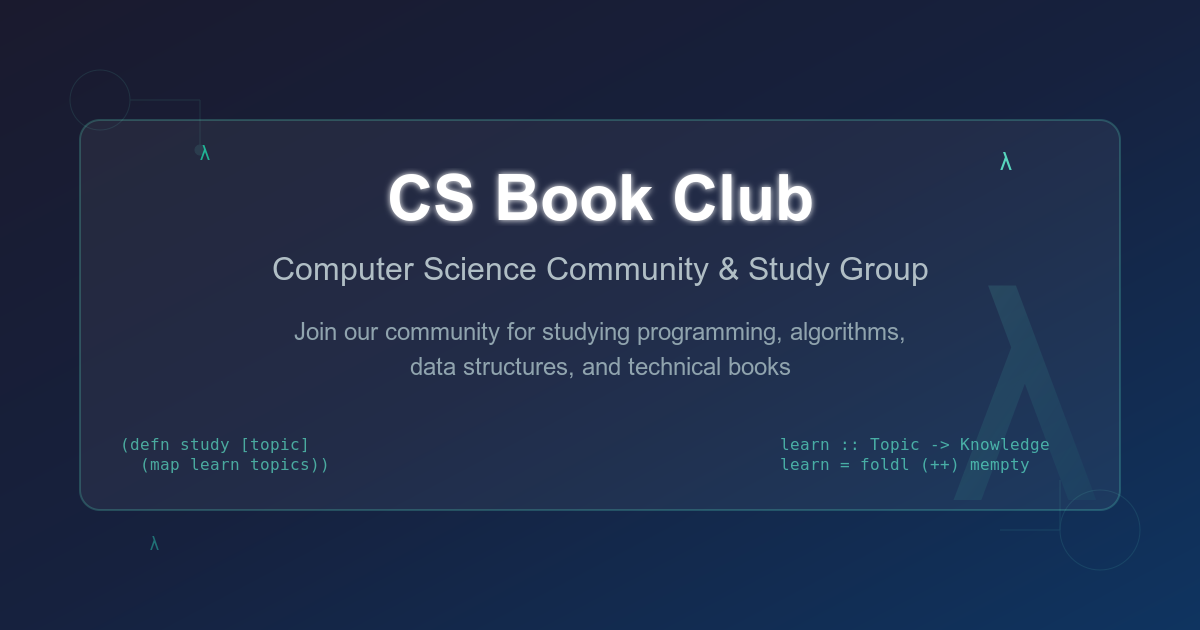 λ
λ
CS Book Club
Computer Science Community & Study Group
Join our community for studying programming, algorithms,
data structures, and technical books
λ
(defn study [topic]
  (map learn topics))
learn :: Topic -> Knowledge
learn = foldl (++) mempty
λ